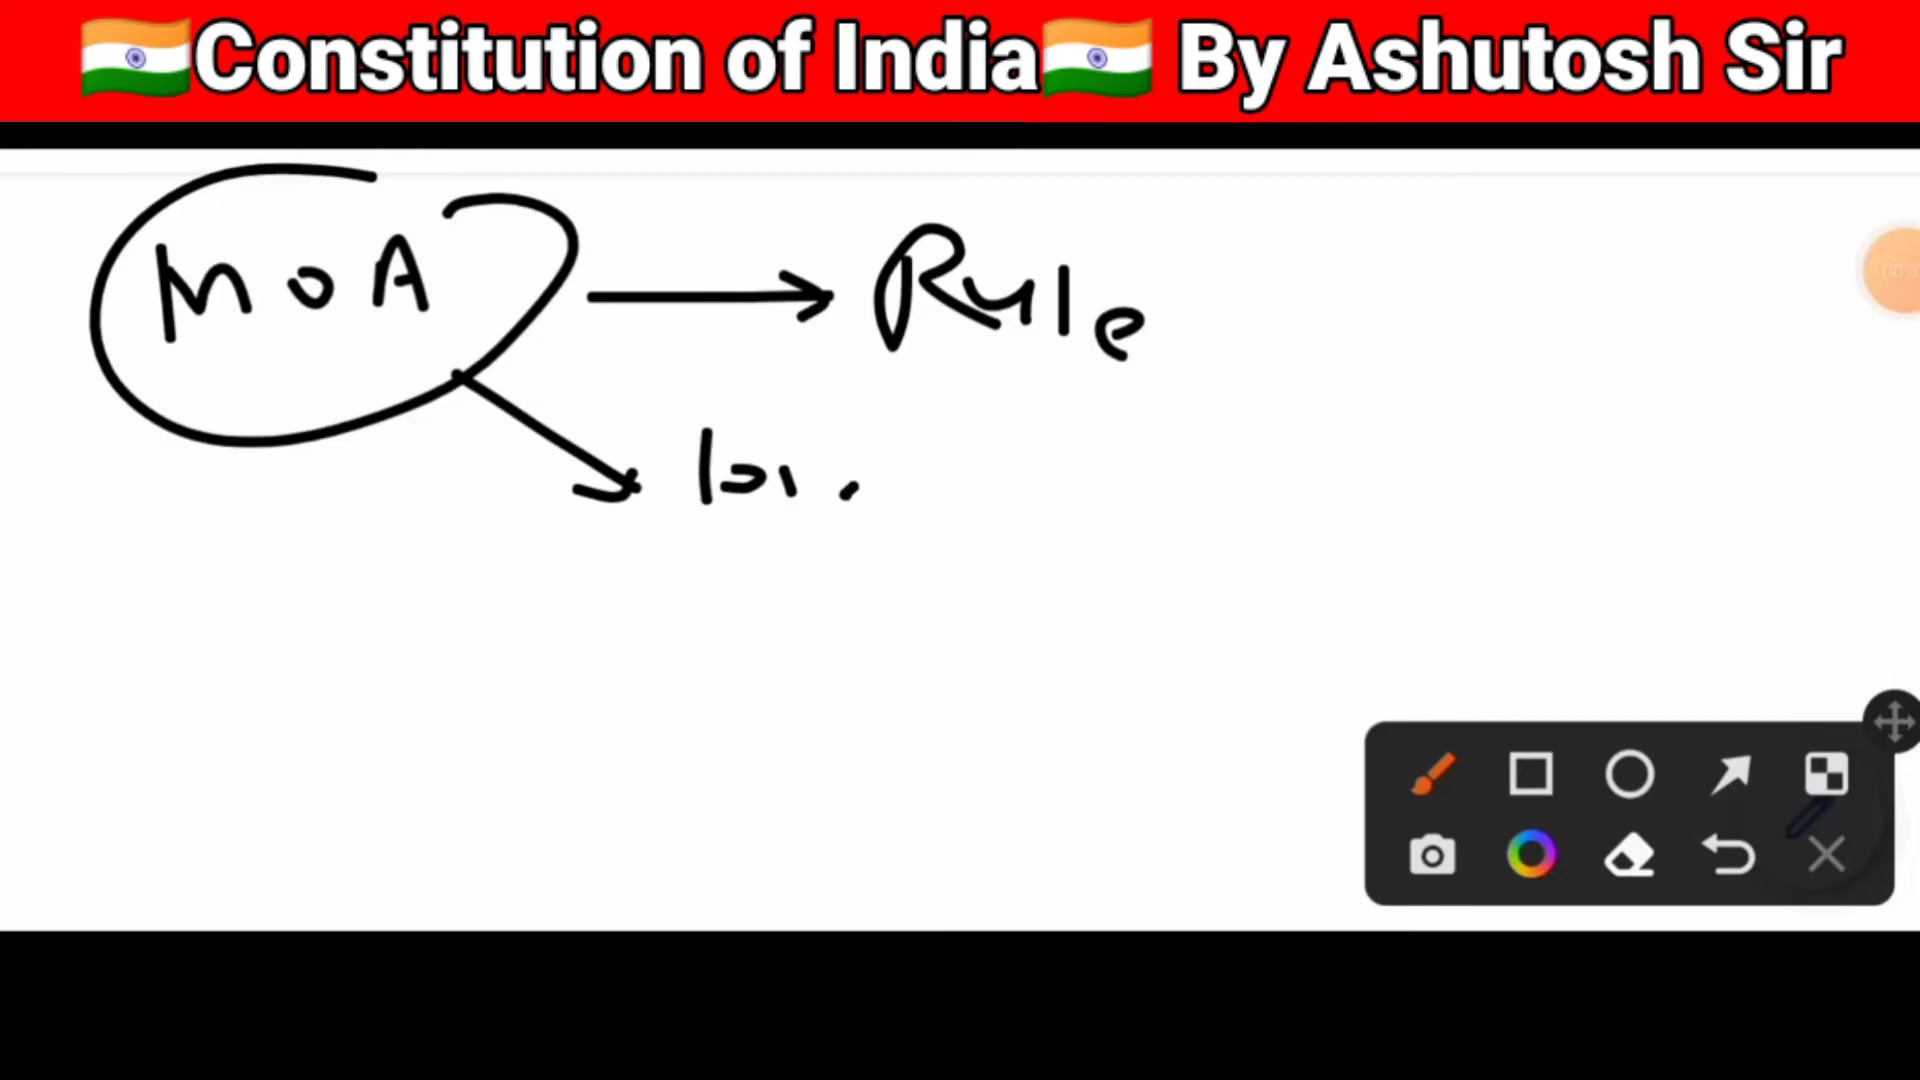 🇮🇳Constitution of India🇮🇳 By Ashutosh Sir
MOA
Rule